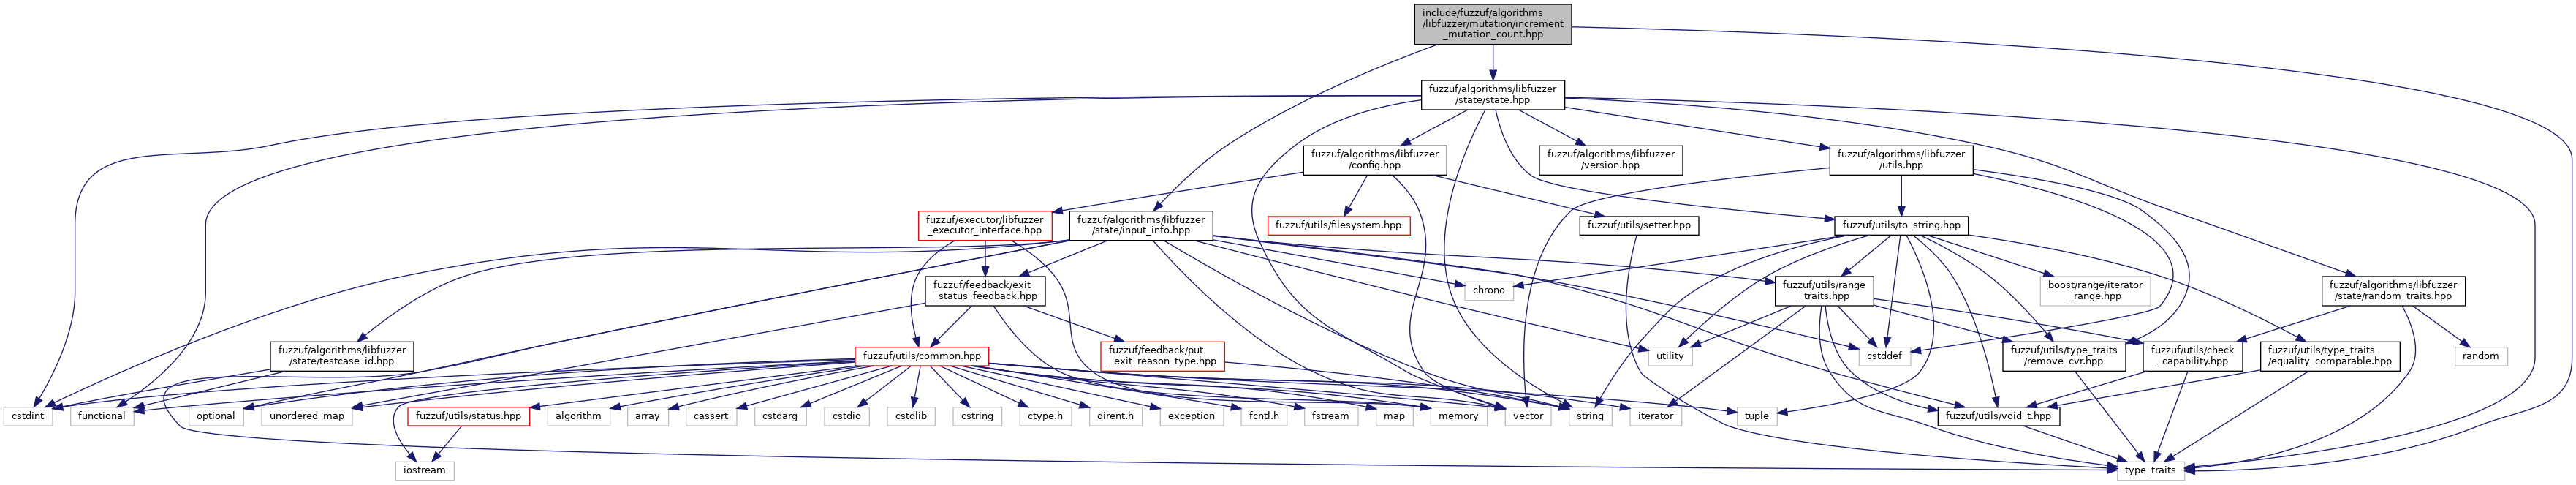 include/fuzzuf/algorithms
/libfuzzer/mutation/increment
_mutation_count.hpp
fuzzuf/algorithms/libfuzzer
/state/state.hpp
fuzzuf/algorithms/libfuzzer
/config.hpp
fuzzuf/algorithms/libfuzzer
/version.hpp
fuzzuf/algorithms/libfuzzer
/utils.hpp
fuzzuf/executor/libfuzzer
_executor_interface.hpp
fuzzuf/algorithms/libfuzzer
/state/input_info.hpp
fuzzuf/utils/filesystem.hpp
fuzzuf/utils/setter.hpp
fuzzuf/utils/to_string.hpp
fuzzuf/feedback/exit
_status_feedback.hpp
chrono
fuzzuf/utils/range
_traits.hpp
boost/range/iterator
_range.hpp
fuzzuf/algorithms/libfuzzer
/state/random_traits.hpp
fuzzuf/algorithms/libfuzzer
/state/testcase_id.hpp
fuzzuf/utils/common.hpp
fuzzuf/feedback/put
_exit_reason_type.hpp
utility
cstddef
fuzzuf/utils/type_traits
/remove_cvr.hpp
fuzzuf/utils/check
_capability.hpp
fuzzuf/utils/type_traits
/equality_comparable.hpp
random
cstdint
functional
optional
unordered_map
fuzzuf/utils/status.hpp
algorithm
array
cassert
cstdarg
cstdio
cstdlib
cstring
ctype.h
dirent.h
exception
fcntl.h
fstream
map
memory
vector
string
iterator
tuple
fuzzuf/utils/void_t.hpp
iostream
type_traits